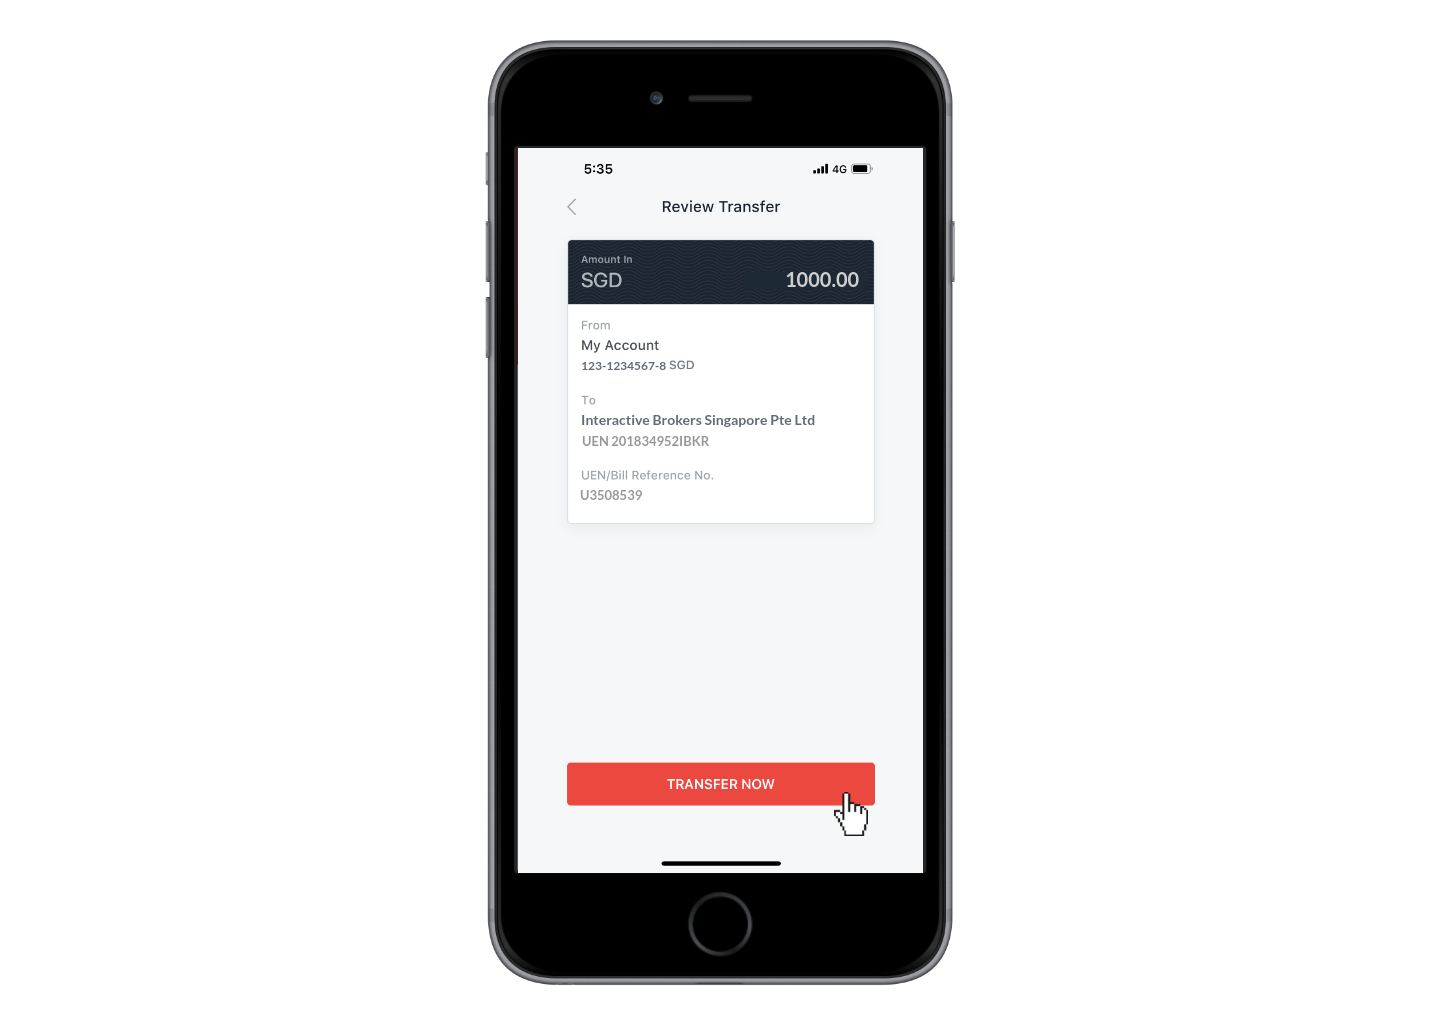 5:35 4G
Review Transfer
Amount In
SGD 1000.00
From
My Account
123-1234567-8 SGD
To
Interactive Brokers Singapore Pte Ltd
UEN 201834952IBKR
UEN/Bill Reference No.
U3508539
TRANSFER NOW